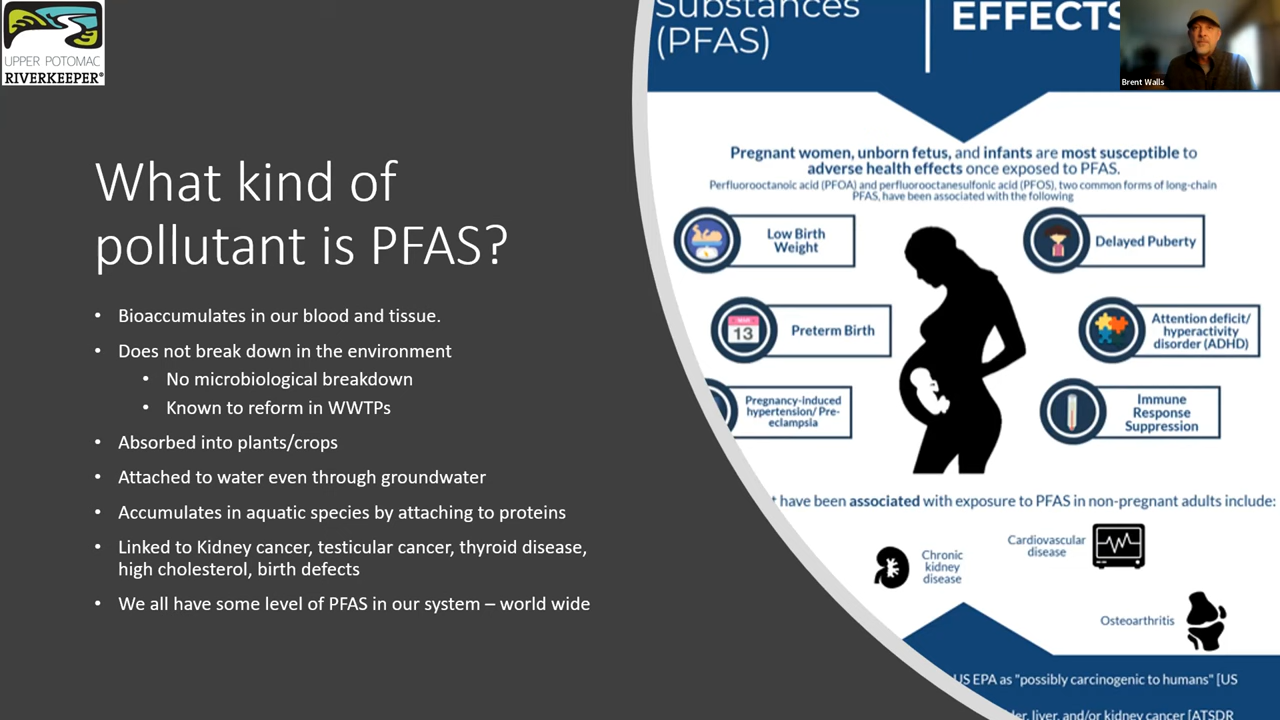 UPPER POTOMAC
RIVERKEEPER®
What kind of
pollutant is PFAS?
• Bioaccumulates in our blood and tissue.
• Does not break down in the environment
• No microbiological breakdown
• Known to reform in WWTPs
• Absorbed into plants/crops
• Attached to water even through groundwater
• Accumulates in aquatic species by attaching to proteins
• Linked to Kidney cancer, testicular cancer, thyroid disease,
high cholesterol, birth defects
• We all have some level of PFAS in our system – world wide
Substances
(PFAS)
EFFECTS
Brent Walls
Pregnant women, unborn fetus, and infants are most susceptible to
adverse health effects once exposed to PFAS.
Perfluorooctanoic acid (PFOA) and perfluorooctanesulfonic acid (PFOS), two common forms of long-chain
PFAS, have been associated with the following
Low Birth
Weight
Delayed Puberty
13
Preterm Birth
Attention deficit/
hyperactivity
disorder (ADHD)
Pregnancy-induced
hypertension/ Pre-
eclampsia
Immune
Response
Suppression
have been associated with exposure to PFAS in non-pregnant adults include:
Chronic
kidney
disease
Cardiovascular
disease
Osteoarthritis
US EPA as "possibly carcinogenic to humans" [US
liver, and/or kidney cancer [ATSDR